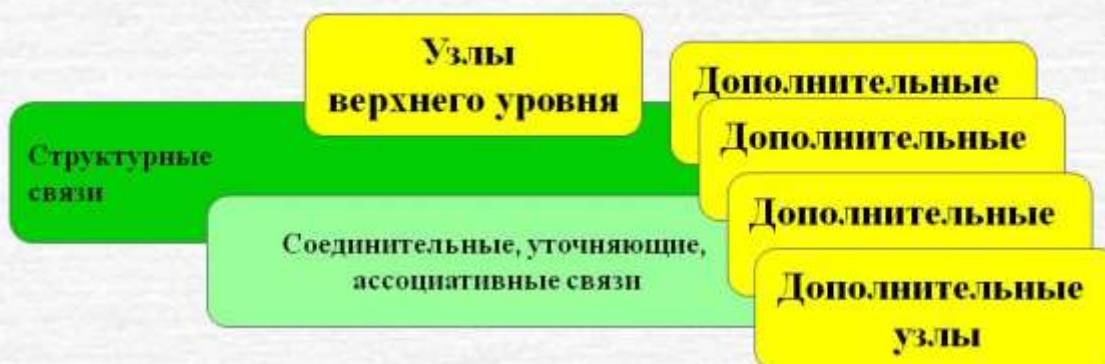 Узлы
верхнего уровня
Дополнительные
Дополнительные
Структурные
связи
Дополнительные
Соединительные, уточняющие,
ассоциативные связи
Дополнительные
узлы